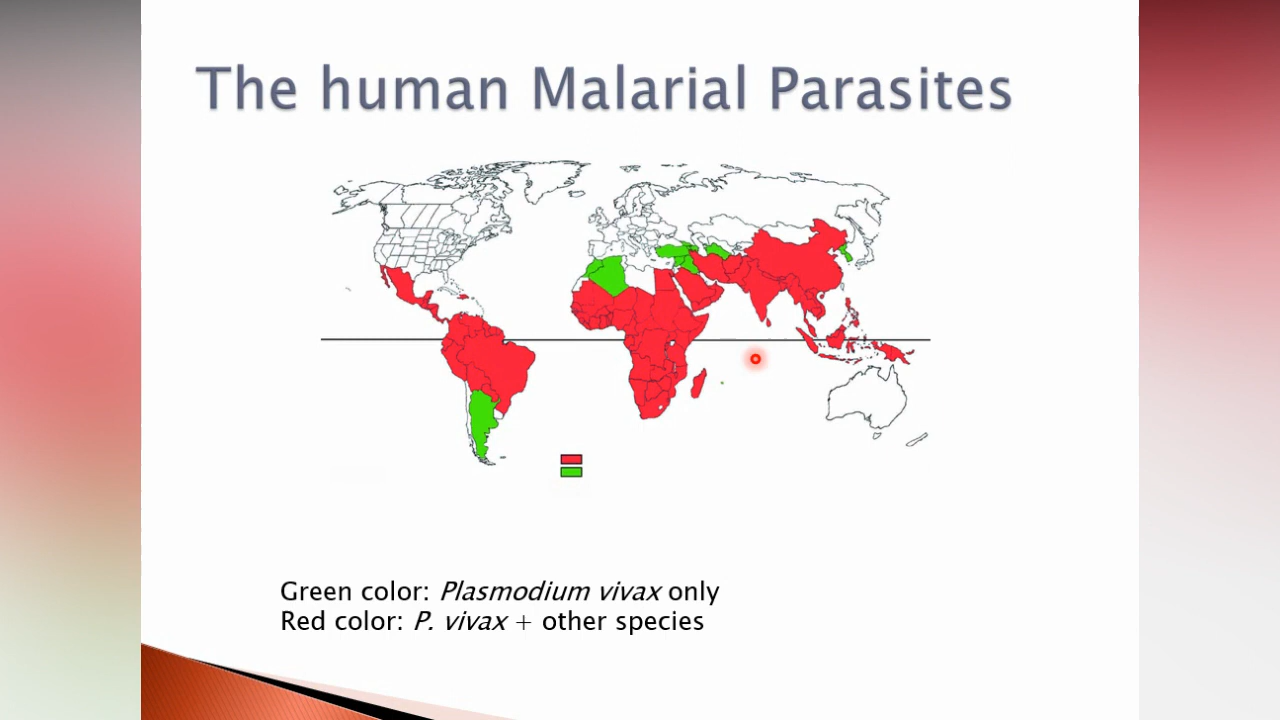 The human Malarial Parasites
Green color: Plasmodium vivax only
Red color: P. vivax + other species